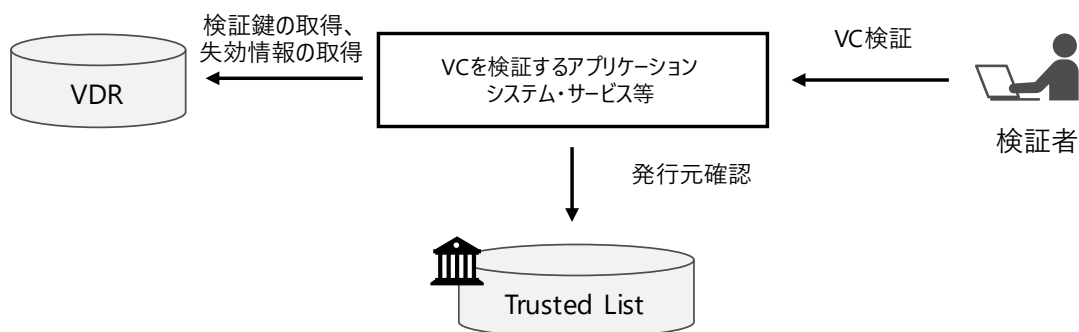 検証鍵の取得、
失効情報の取得
VDR
VCを検証するアプリケーション
システム・サービス等
VC検証
検証者
発行元確認
Trusted List